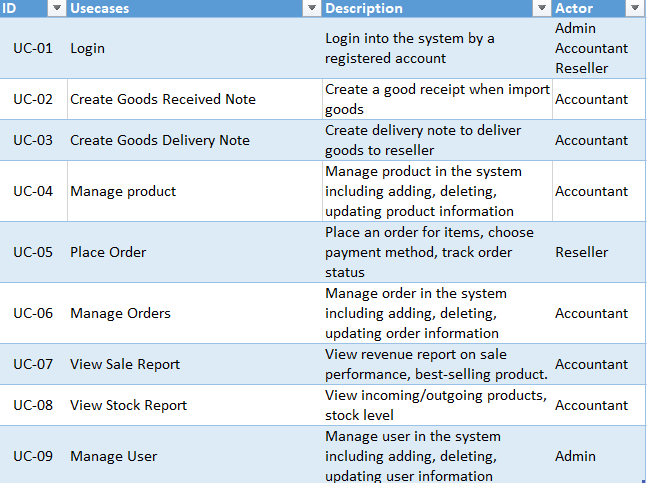 ID Usecases Description Actor
UC-01 Login Login into the system by a registered account Admin Accountant Reseller
UC-02 Create Goods Received Note Create a good receipt when import goods Accountant
UC-03 Create Goods Delivery Note Create delivery note to deliver goods to reseller Accountant
UC-04 Manage product Manage product in the system including adding, deleting, updating product information Accountant
UC-05 Place Order Place an order for items, choose payment method, track order status Reseller
UC-06 Manage Orders Manage order in the system including adding, deleting, updating order information Accountant
UC-07 View Sale Report View revenue report on sale performance, best-selling product. Accountant
UC-08 View Stock Report View incoming/outgoing products, stock level Accountant
UC-09 Manage User Manage user in the system including adding, deleting, updating user information Admin